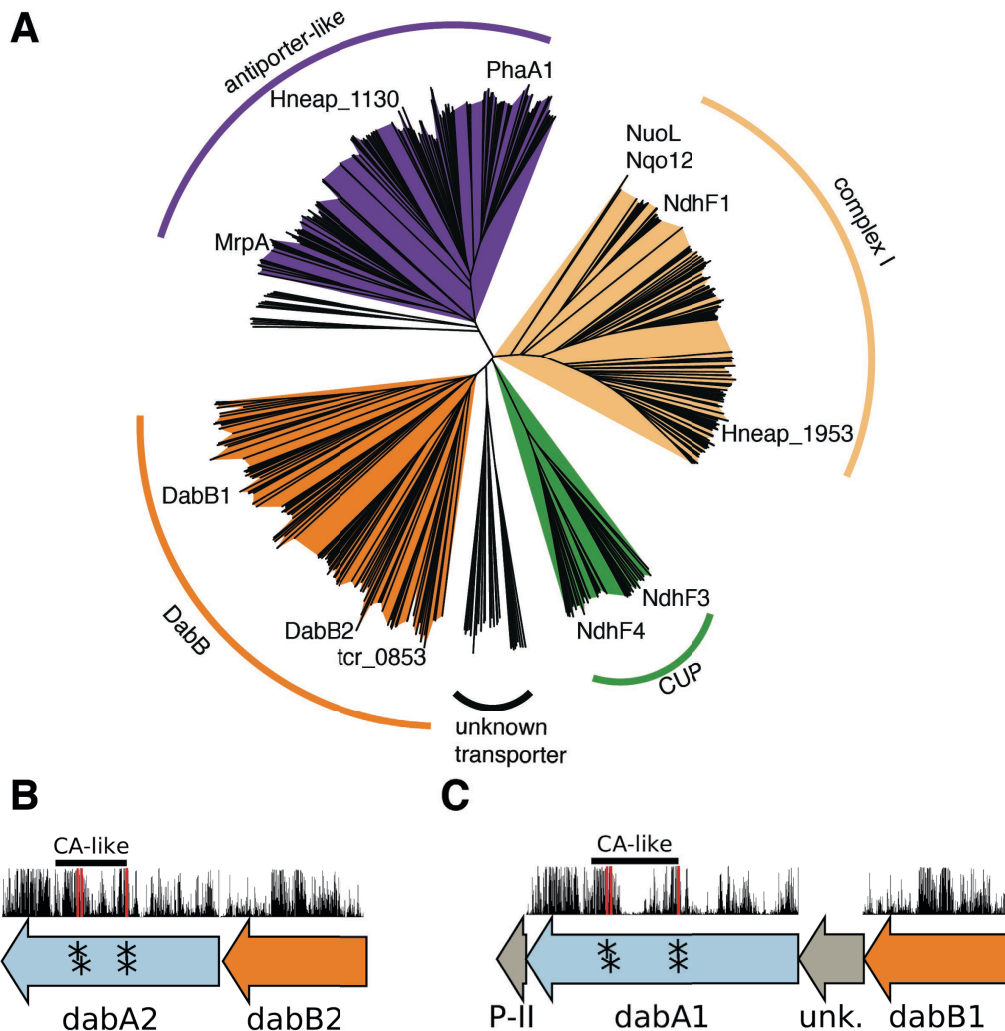 A
antiporter-like
PhaA1
Hneap_1130
NuoL
Nqo12
NdhF1
complex I
MrpA
Hneap_1953
DabB1
DabB
DabB2
tcr_0853
NdhF3
NdhF4
CUP
unknown
transporter
B
CA-like
**
**
dabA2
dabB2
C
CA-like
**
**
P-II
dabA1
unk.
dabB1